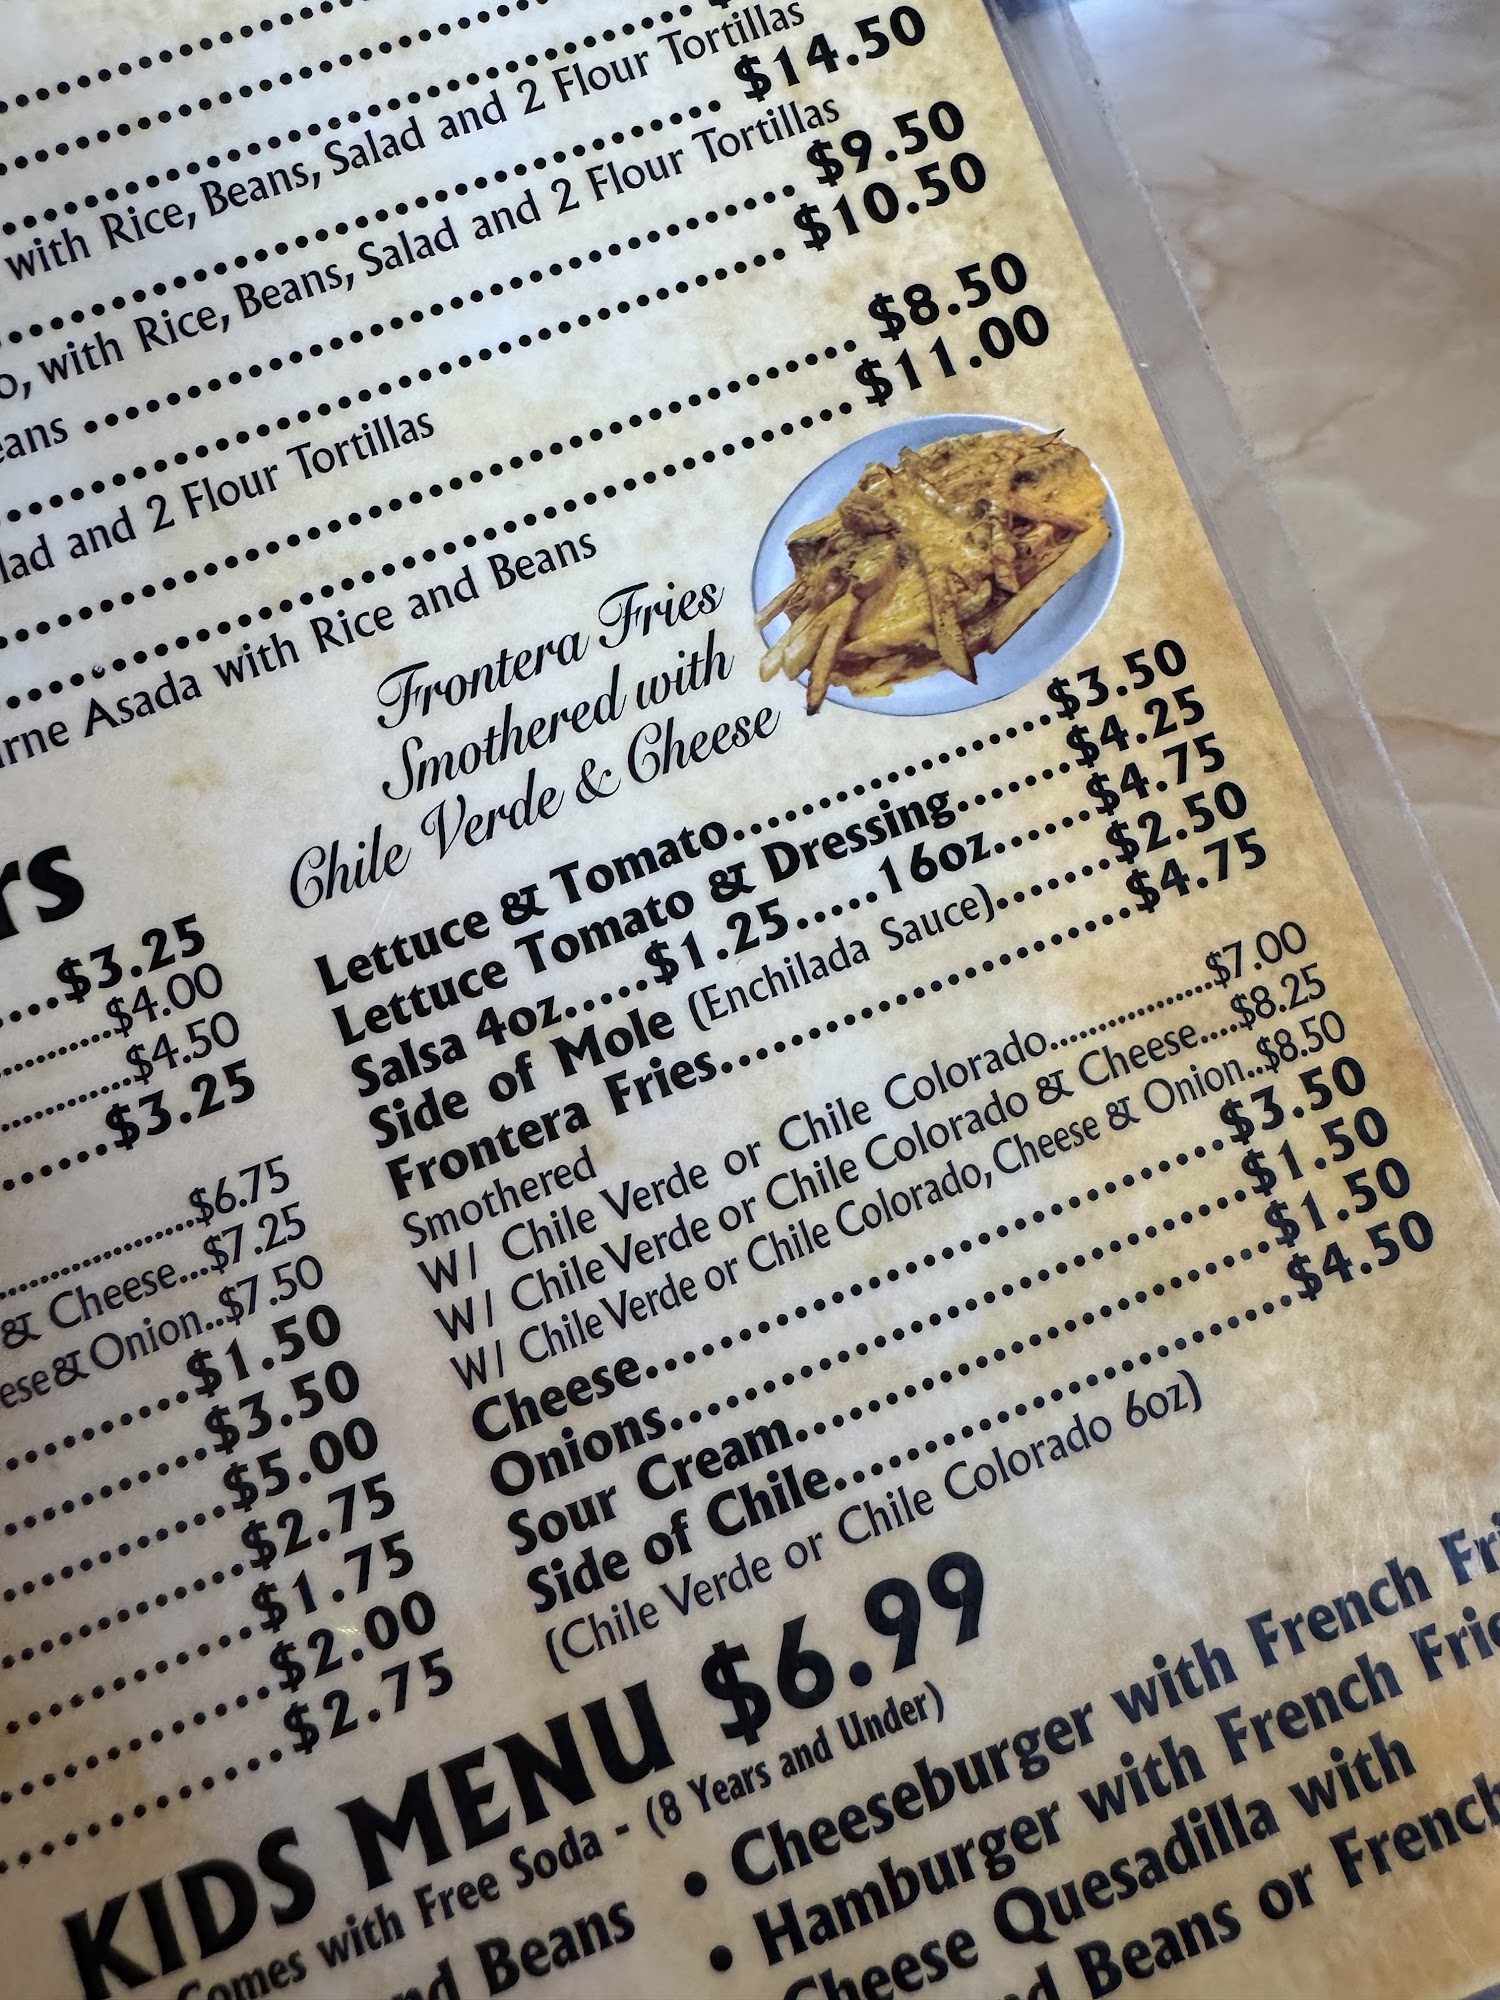 with Rice, Beans, Salad and 2 Flour Tortillas
$14.50
with Rice, Beans, Salad and 2 Flour Tortillas
$9.50
$10.50
and 2 Flour Tortillas
$8.50
$11.00
Asada with Rice and Beans
Frontera Fries
Smothered with
Chile Verde & Cheese
$3.25
$4.00
$4.50
$3.25
$6.75
& Cheese...$7.25
& Onion..$7.50
$1.50
$3.50
$5.00
$2.75
$1.75
$2.00
$2.75
Lettuce & Tomato....................$3.50
Lettuce Tomato & Dressing.......$4.25
Salsa 4oz.....$1.25.....16oz......$4.75
Side of Mole (Enchilada Sauce).......$2.50
Frontera Fries.........................$4.75
Smothered
W/ Chile Verde or Chile Colorado.................$7.00
W/ Chile Verde or Chile Colorado & Cheese....$8.25
W/ Chile Verde or Chile Colorado, Cheese & Onion..$8.50
Cheese...................................$3.50
Onions...................................$1.50
Sour Cream.............................$1.50
Side of Chile............................$4.50
(Chile Verde or Chile Colorado 6oz)
KIDS MENU $6.99
Comes with Free Soda - (8 Years and Under)
Beans
• Cheeseburger with French
• Hamburger with French
Cheese Quesadilla with
Beans or French